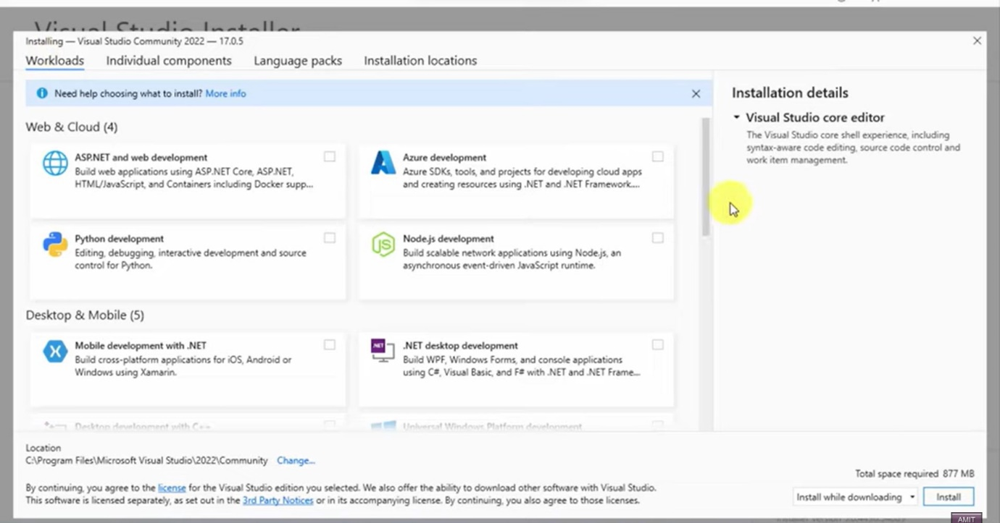 Visual Studio Installer
Installing — Visual Studio Community 2022 — 17.0.5
Workloads Individual components Language packs Installation locations
Need help choosing what to install? More info
Web & Cloud (4)
ASP.NET and web development
Build web applications using ASP.NET Core, ASP.NET,
HTML/JavaScript, and Containers including Docker supp...
Azure development
Azure SDKs, tools, and projects for developing cloud apps
and creating resources using .NET and .NET Framework....
Python development
Editing, debugging, interactive development and source
control for Python.
Node.js development
Build scalable network applications using Node.js, an
asynchronous event-driven JavaScript runtime.
Desktop & Mobile (5)
Mobile development with .NET
Build cross-platform applications for iOS, Android or
Windows using Xamarin.
.NET
.NET desktop development
Build WPF, Windows Forms, and console applications
using C#, Visual Basic, and F# with .NET and .NET Frame...
Desktop development with C++
Universal Windows Platform development
Installation details
Visual Studio core editor
The Visual Studio core shell experience, including
syntax-aware code editing, source code control and
work item management.
Location
C:\Program Files\Microsoft Visual Studio\2022\Community Change...
By continuing, you agree to the license for the Visual Studio edition you selected. We also offer the ability to download other software with Visual Studio.
This software is licensed separately, as set out in the 3rd Party Notices or in its accompanying license. By continuing, you also agree to those licenses.
Total space required 877 MB
Install while downloading Install
AMIT